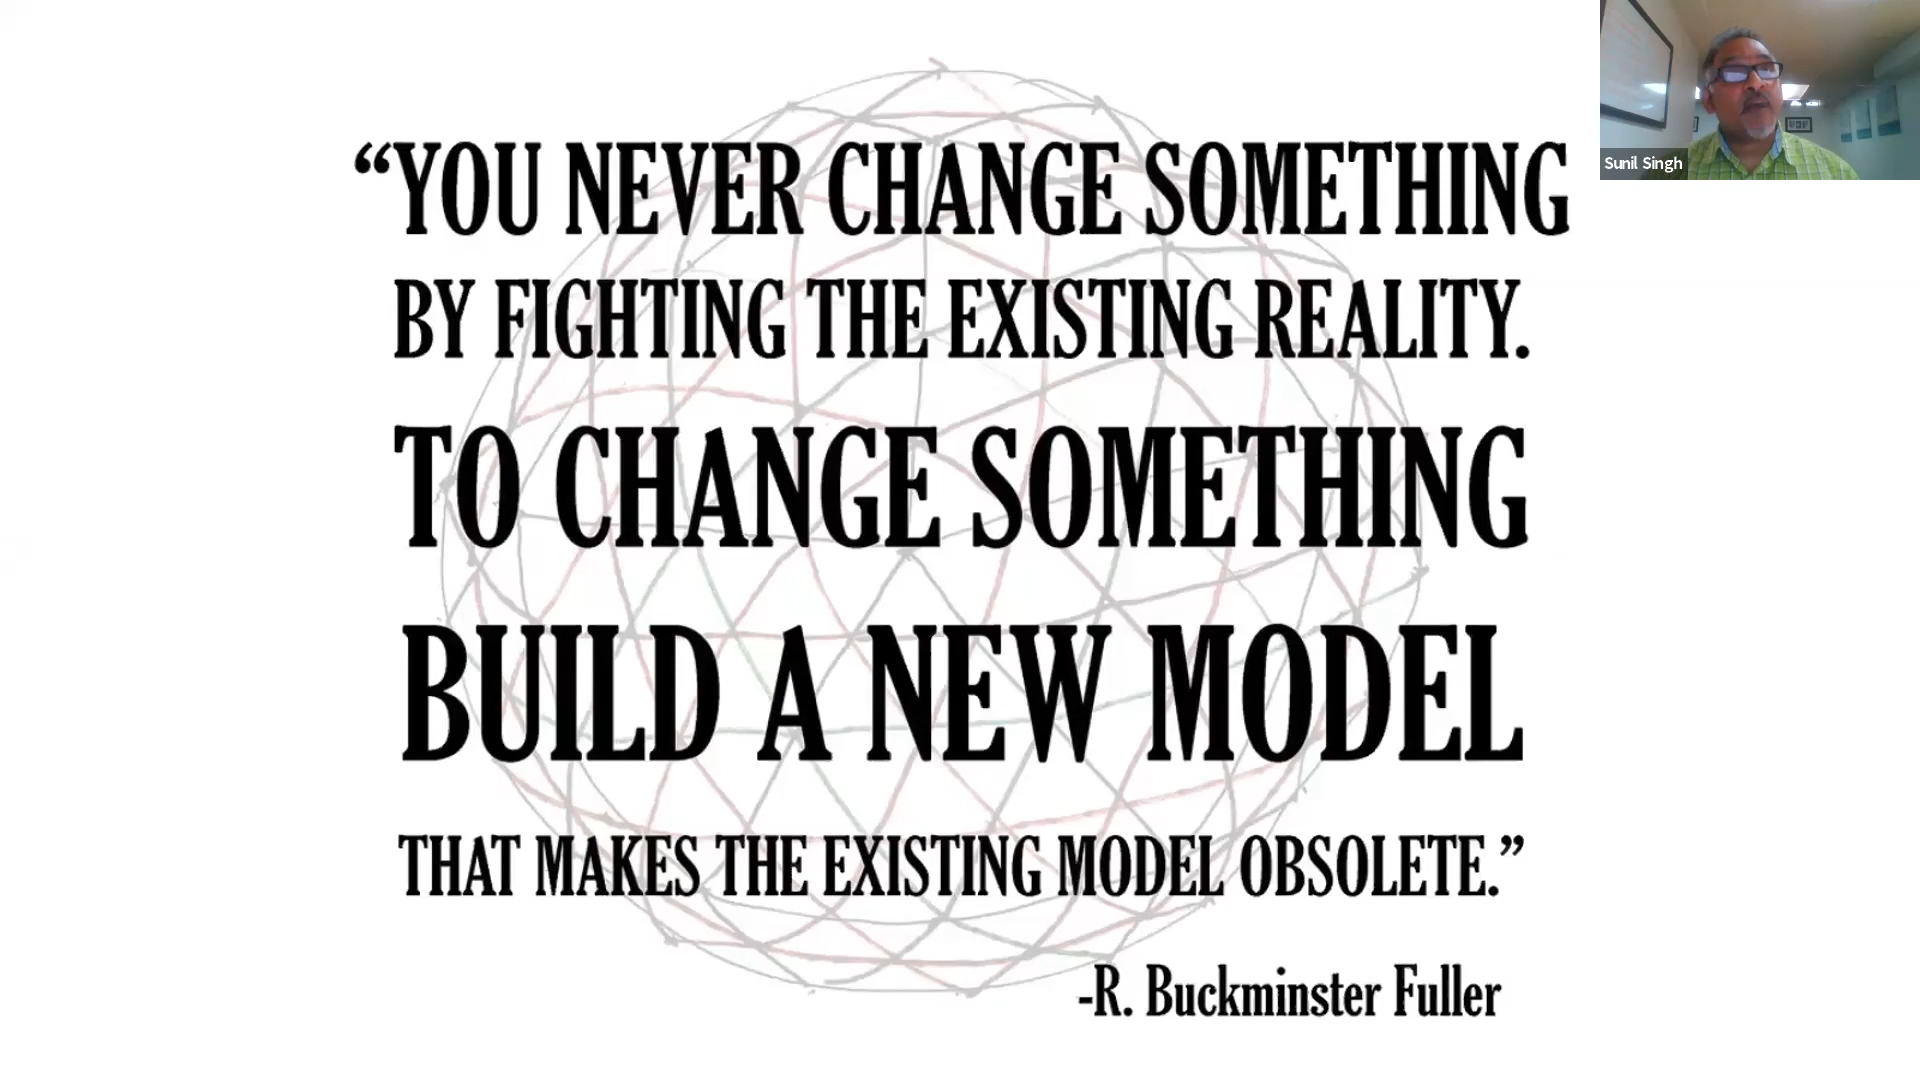 “YOU NEVER CHANGE SOMETHING
BY FIGHTING THE EXISTING REALITY.
TO CHANGE SOMETHING
BUILD A NEW MODEL
THAT MAKES THE EXISTING MODEL OBSOLETE.”
-R. Buckminster Fuller
Sunil Singh